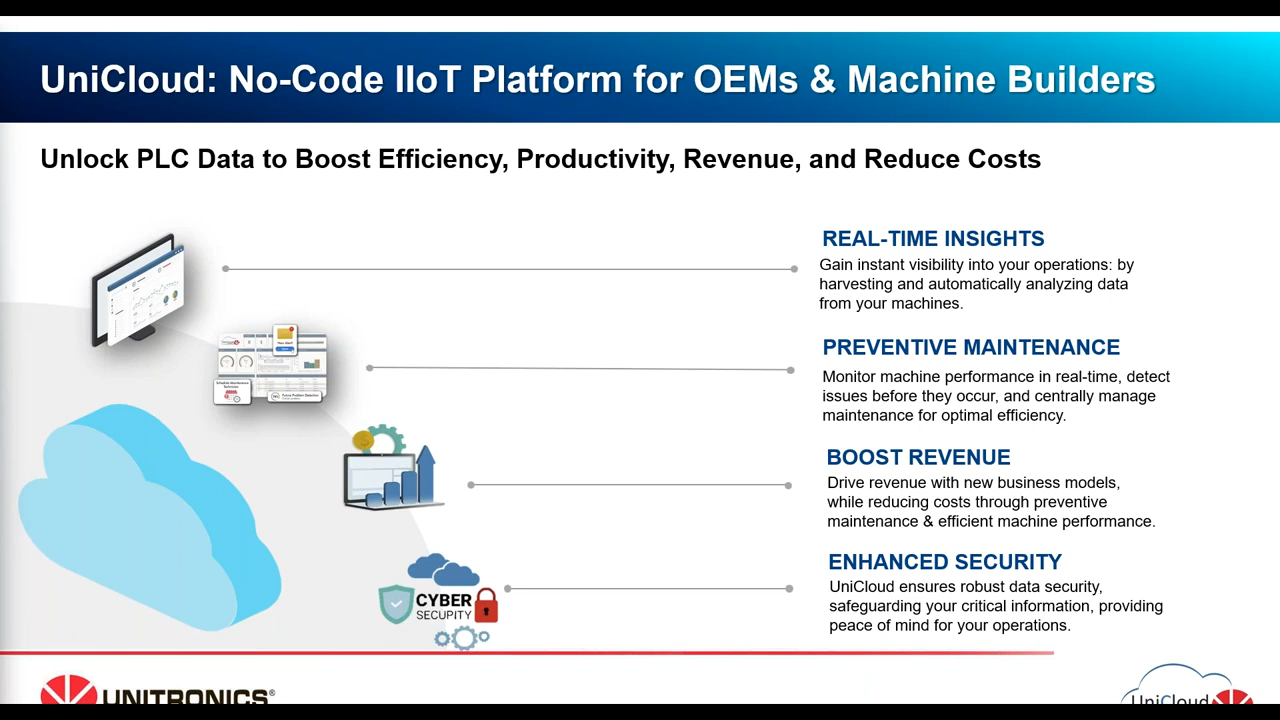 UniCloud: No-Code IIoT Platform for OEMs & Machine Builders
Unlock PLC Data to Boost Efficiency, Productivity, Revenue, and Reduce Costs
REAL-TIME INSIGHTS
Gain instant visibility into your operations: by
harvesting and automatically analyzing data
from your machines.
PREVENTIVE MAINTENANCE
Monitor machine performance in real-time, detect
issues before they occur, and centrally manage
maintenance for optimal efficiency.
BOOST REVENUE
Drive revenue with new business models,
while reducing costs through preventive
maintenance & efficient machine performance.
ENHANCED SECURITY
UniCloud ensures robust data security,
safeguarding your critical information, providing
peace of mind for your operations.
CYBER
SECURITY
UNITRONICS®
UniCloud